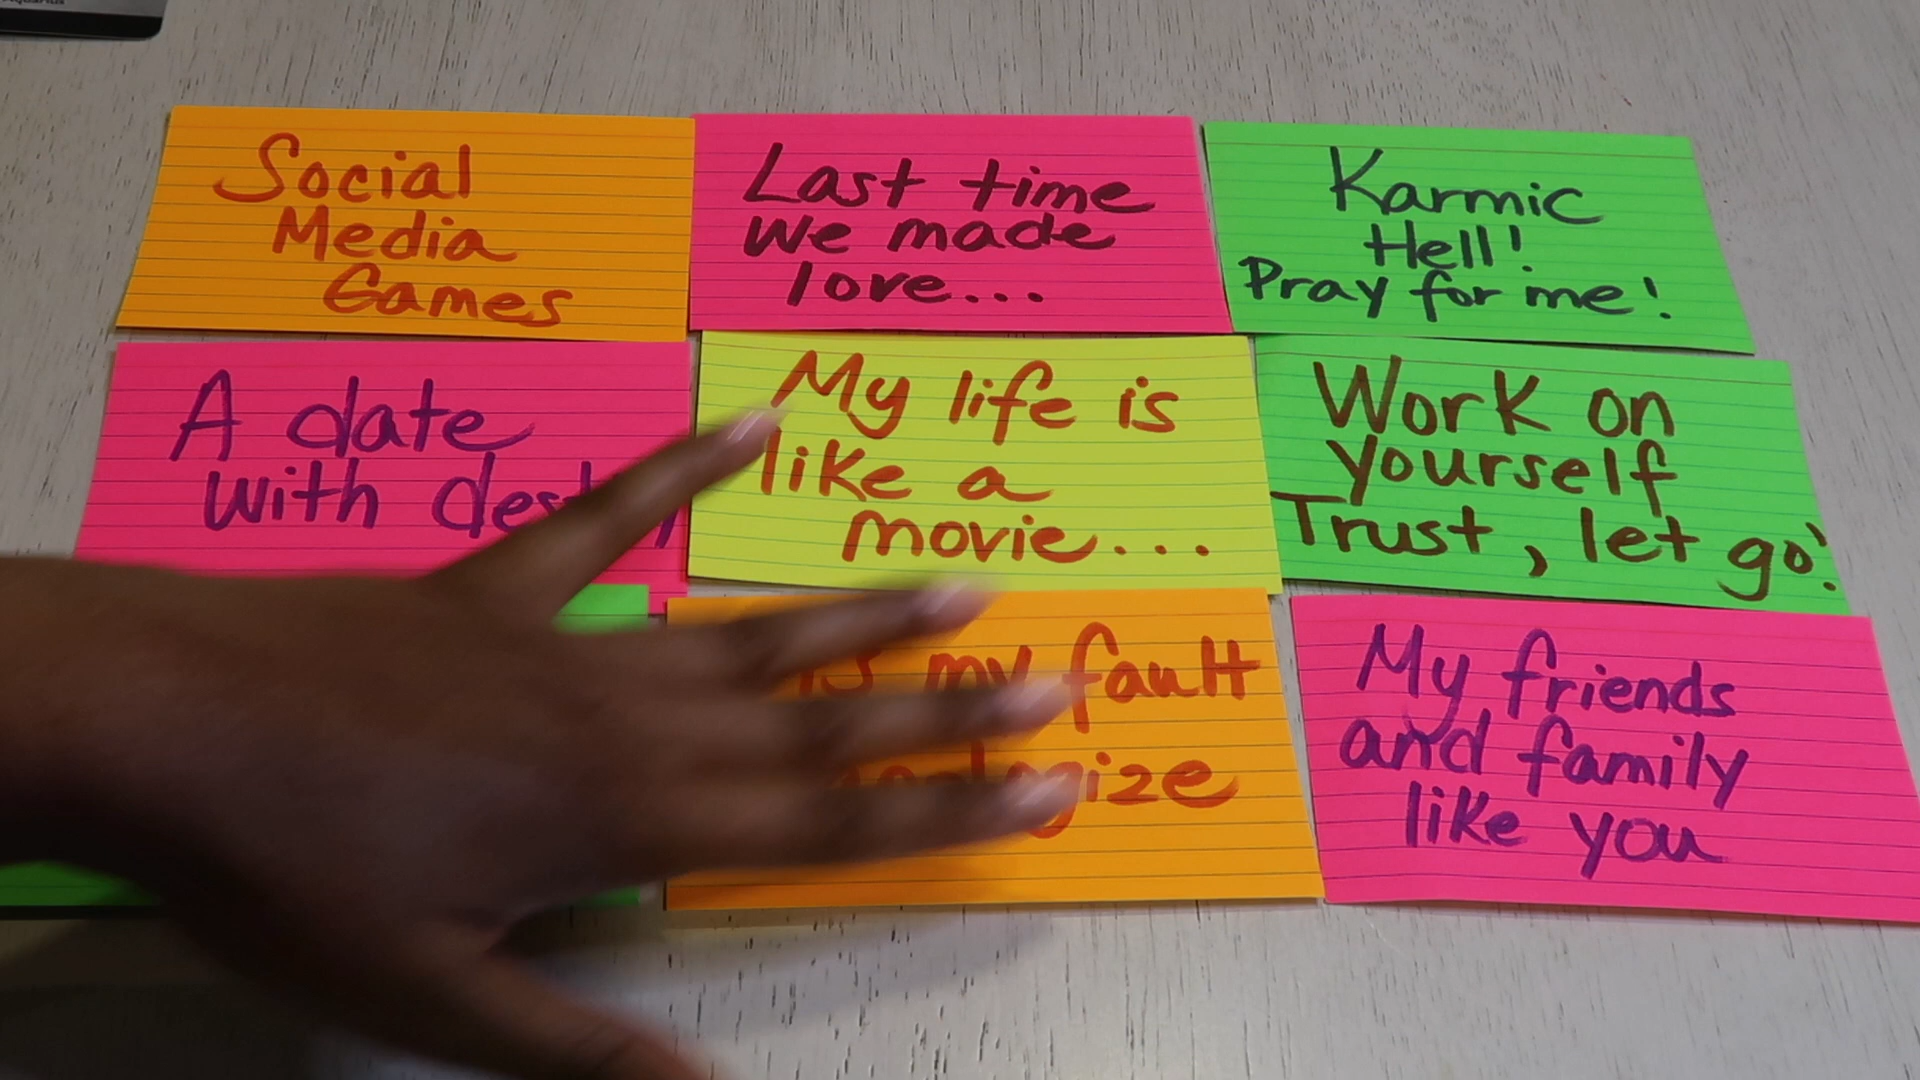 Social
Media
Games
Last time
we made
love...
Karmic
Hell!
Pray for me!
A date
with
My life is
like a
movie...
Work on
yourself
Trust, let go!
my fault
My friends
and family
like you